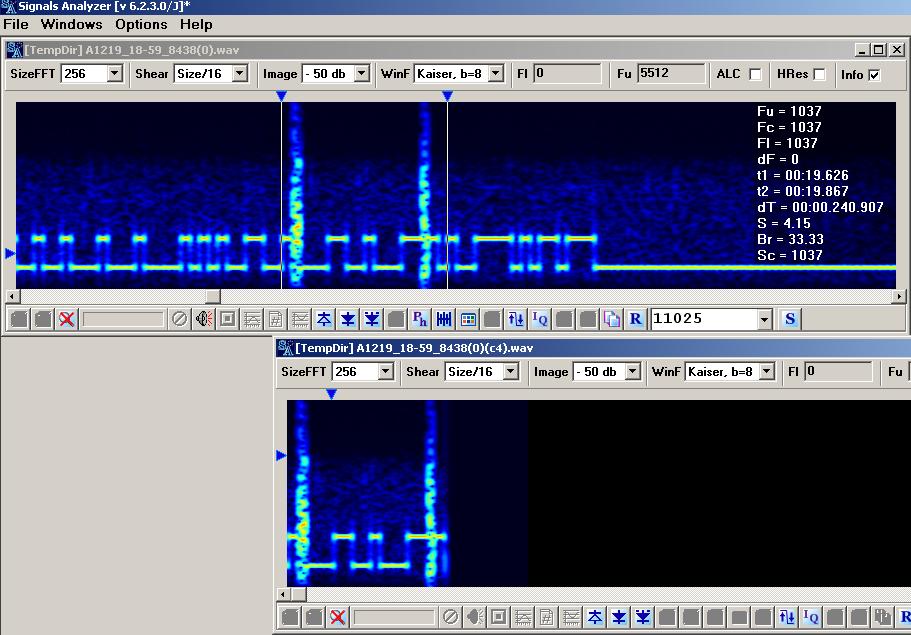 Signals Analyzer [v 6.2.3.0/J]*
File Windows Options Help
[TempDir] A1219_18-59_8438(0).wav
SizeFFT 256 Shear Size/16 Image - 50 db WinF Kaiser, b=8 Fl 0 Fu 5512 ALC HRes Info
Fu = 1037
Fc = 1037
Fl = 1037
dF = 0
t1 = 00:19.626
t2 = 00:19.867
dT = 00:00.240.907
S = 4.15
Br = 33.33
Sc = 1037
Ph IQ R 11025 S
[TempDir] A1219_18-59_8438(0)(c4).wav
SizeFFT 256 Shear Size/16 Image - 50 db WinF Kaiser, b=8 Fl 0 Fu
IQ R